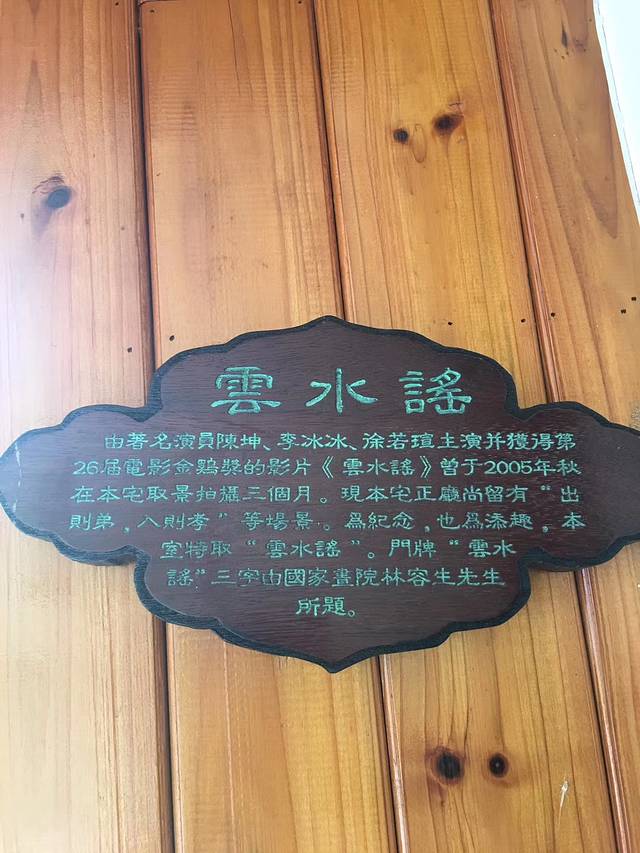 雲水謠
由著名演員陳坤、李冰冰、徐若瑄主演并獲得第
26届電影金鷄獎的影片《雲水謠》曾于2005年秋
在本宅取景拍攝三個月。現本宅正廳尚留有“出
則弟，入則孝”等場景。爲紀念，也爲添趣，本
室特取“雲水謠”。門牌“雲水
謠”三字由國家畫院林容生先生
所題。